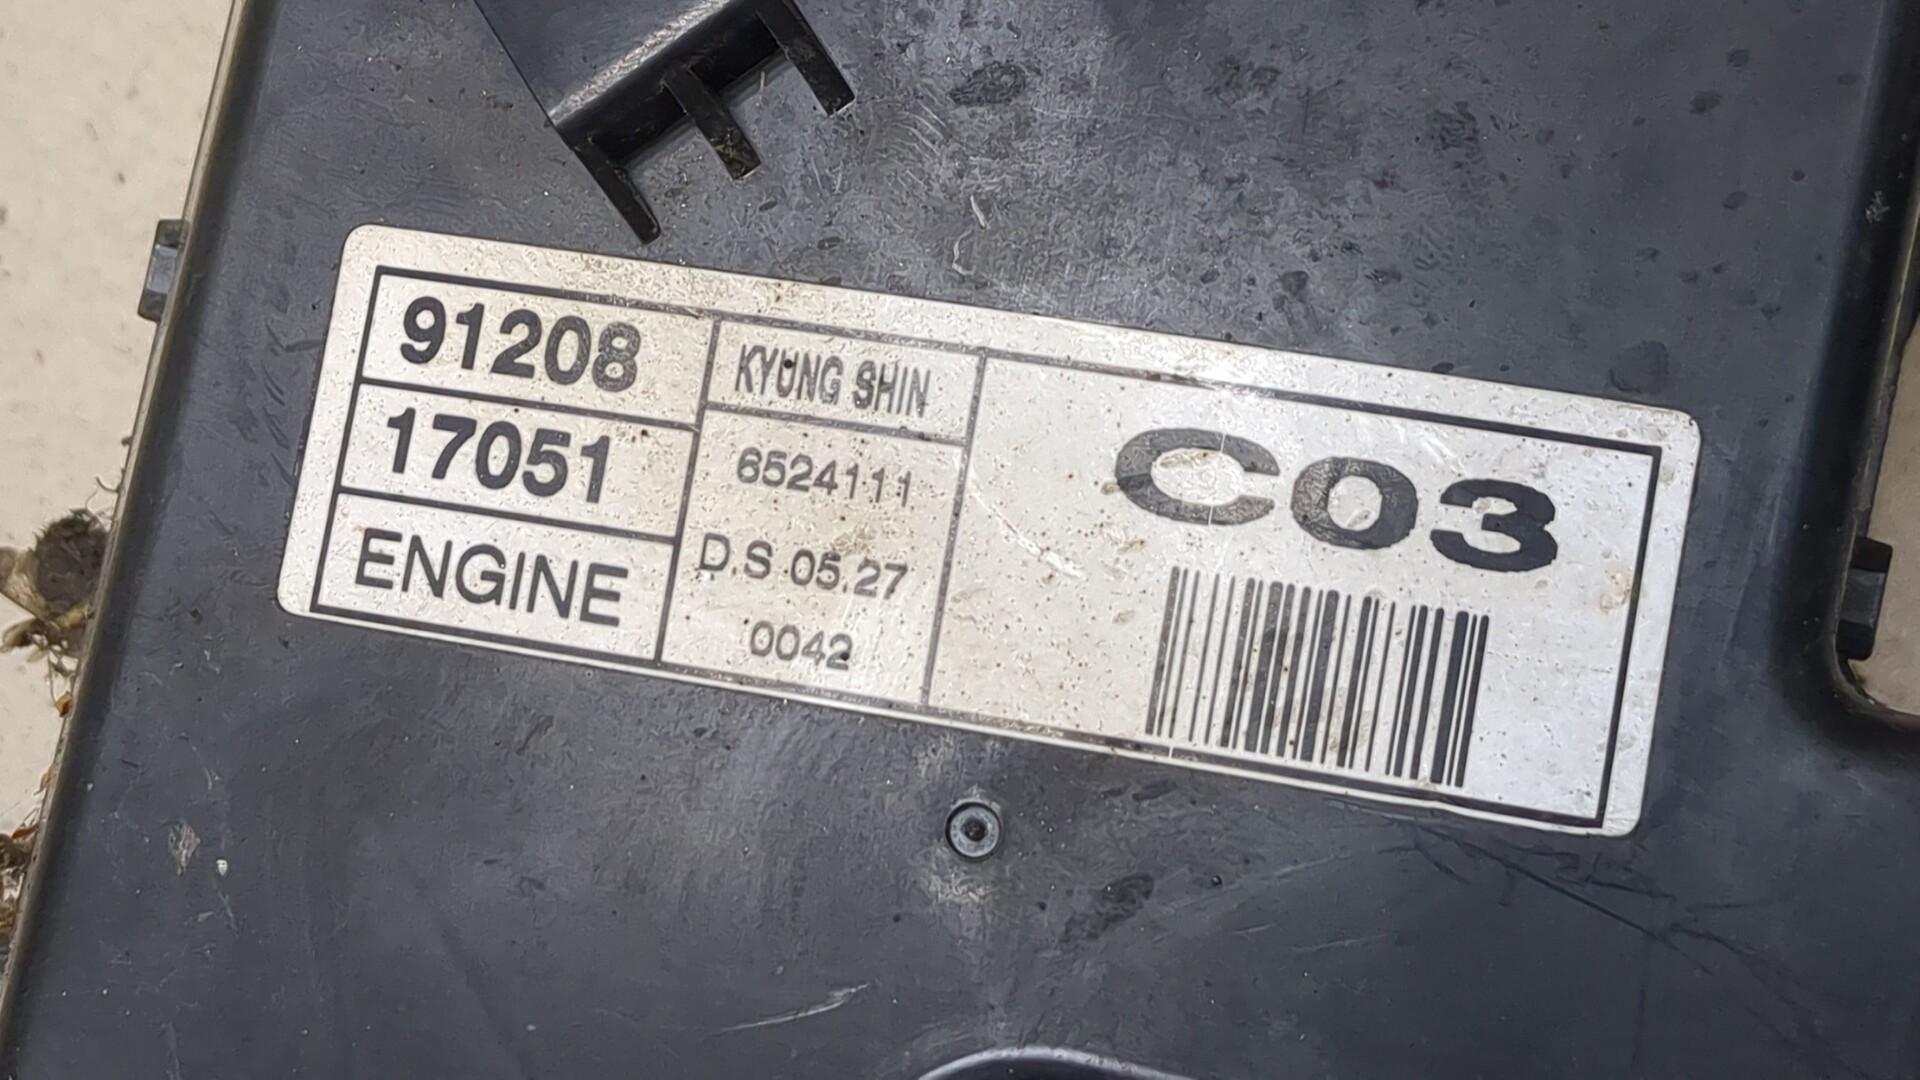 91208
17051
ENGINE
KYUNG SHIN
6524111
D.S 05.27
0042
C03